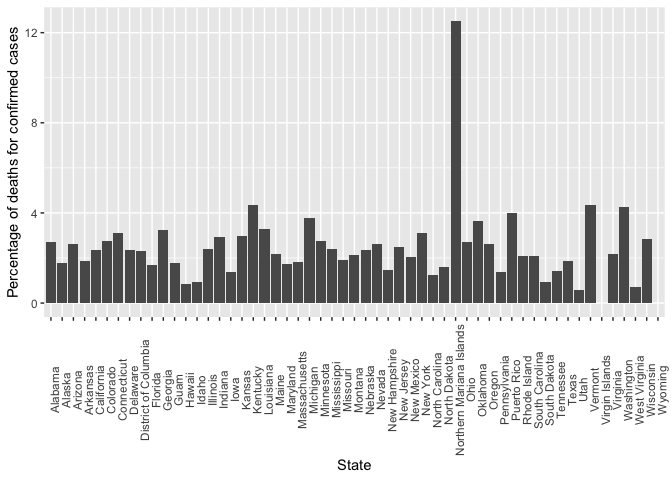 12
8
4
0
Percentage of deaths for confirmed cases
Alabama
Alaska
Arizona
Arkansas
California
Colorado
Connecticut
Delaware
District of Columbia
Florida
Georgia
Guam
Hawaii
Idaho
Illinois
Indiana
Iowa
Kansas
Kentucky
Louisiana
Maine
Maryland
Massachusetts
Michigan
Minnesota
Mississippi
Missouri
Montana
Nebraska
Nevada
New Hampshire
New Jersey
New Mexico
New York
North Carolina
North Dakota
Northern Mariana Islands
Ohio
Oklahoma
Oregon
Pennsylvania
Puerto Rico
Rhode Island
South Carolina
South Dakota
Tennessee
Texas
Utah
Vermont
Virgin Islands
Virginia
Washington
West Virginia
Wisconsin
Wyoming
State